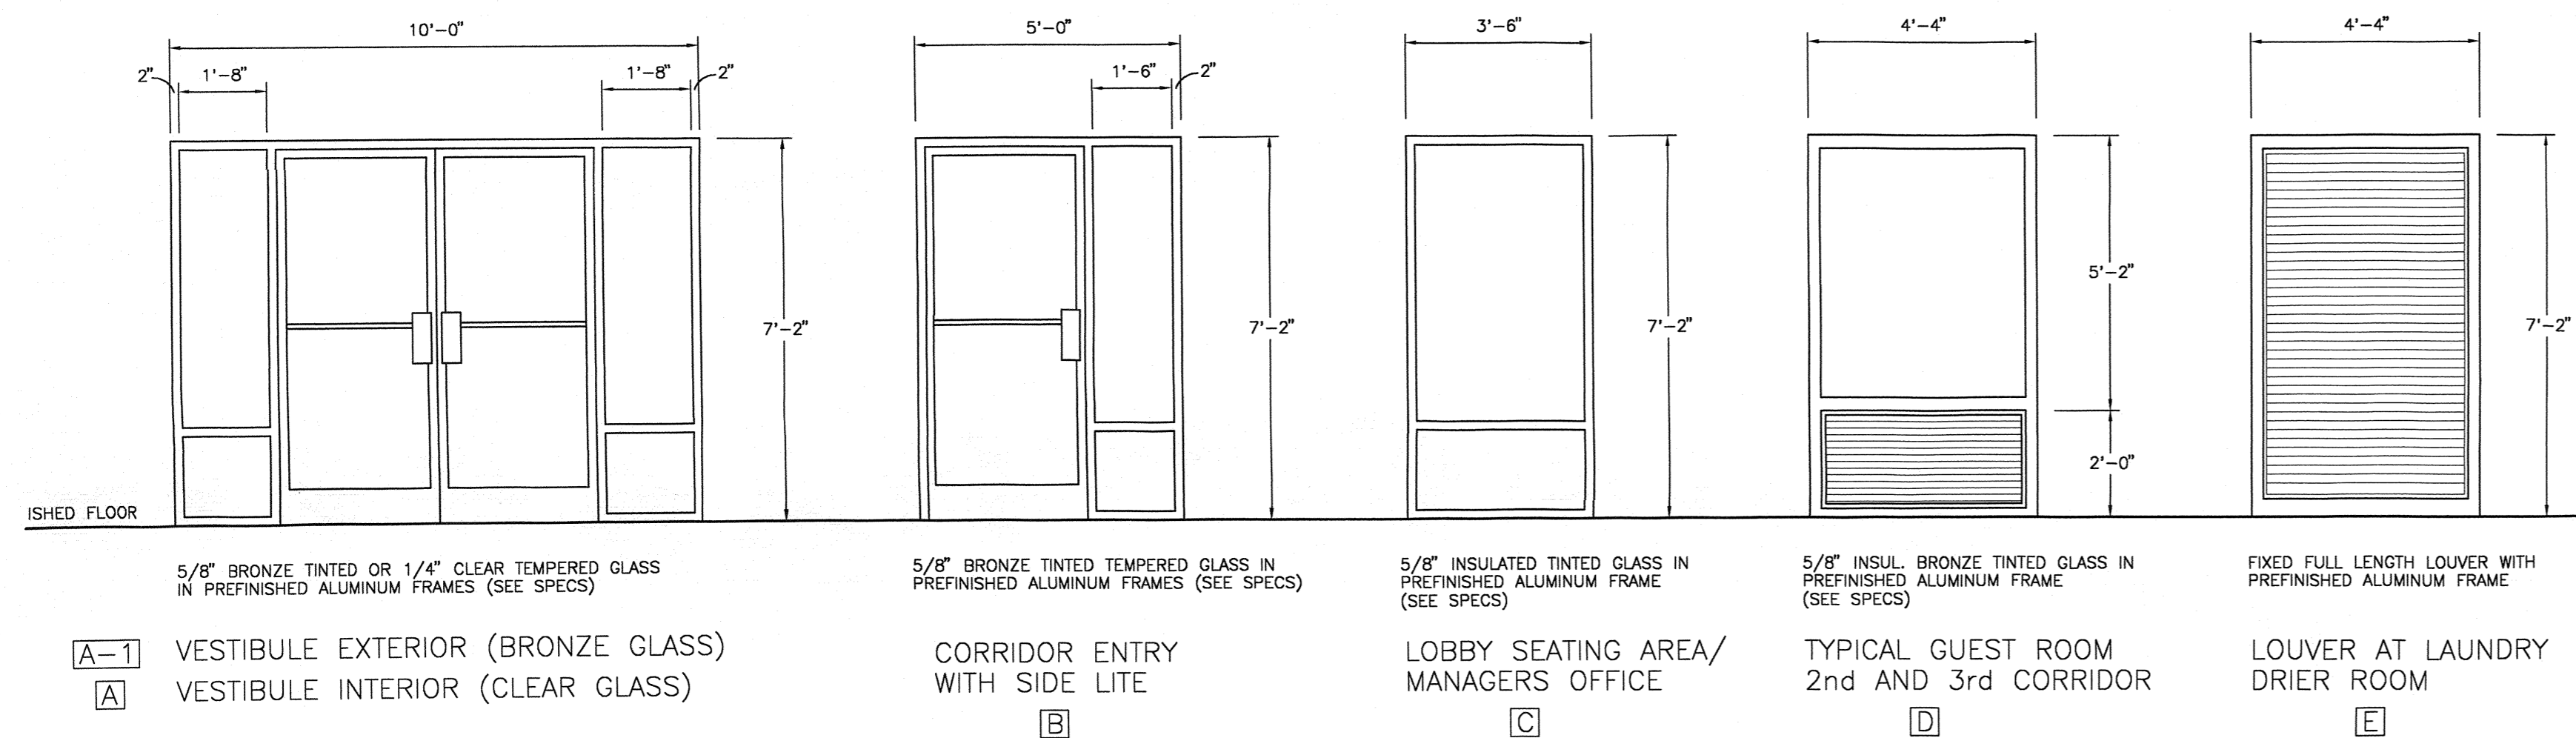 10'-0"
2" 1'-8" 1'-8" 2"
7'-2"
5'-0"
1'-6" 2"
7'-2"
3'-6"
7'-2"
4'-4"
5'-2"
2'-0"
4'-4"
7'-2"
ISHED FLOOR
5/8" BRONZE TINTED OR 1/4" CLEAR TEMPERED GLASS
IN PREFINISHED ALUMINUM FRAMES (SEE SPECS)
A-1 VESTIBULE EXTERIOR (BRONZE GLASS)
A VESTIBULE INTERIOR (CLEAR GLASS)
5/8" BRONZE TINTED TEMPERED GLASS IN
PREFINISHED ALUMINUM FRAMES (SEE SPECS)
CORRIDOR ENTRY
WITH SIDE LITE
B
5/8" INSULATED TINTED GLASS IN
PREFINISHED ALUMINUM FRAME
(SEE SPECS)
LOBBY SEATING AREA/
MANAGERS OFFICE
C
5/8" INSUL. BRONZE TINTED GLASS IN
PREFINISHED ALUMINUM FRAME
(SEE SPECS)
TYPICAL GUEST ROOM
2nd AND 3rd CORRIDOR
D
FIXED FULL LENGTH LOUVER WITH
PREFINISHED ALUMINUM FRAME
LOUVER AT LAUNDRY
DRIER ROOM
E